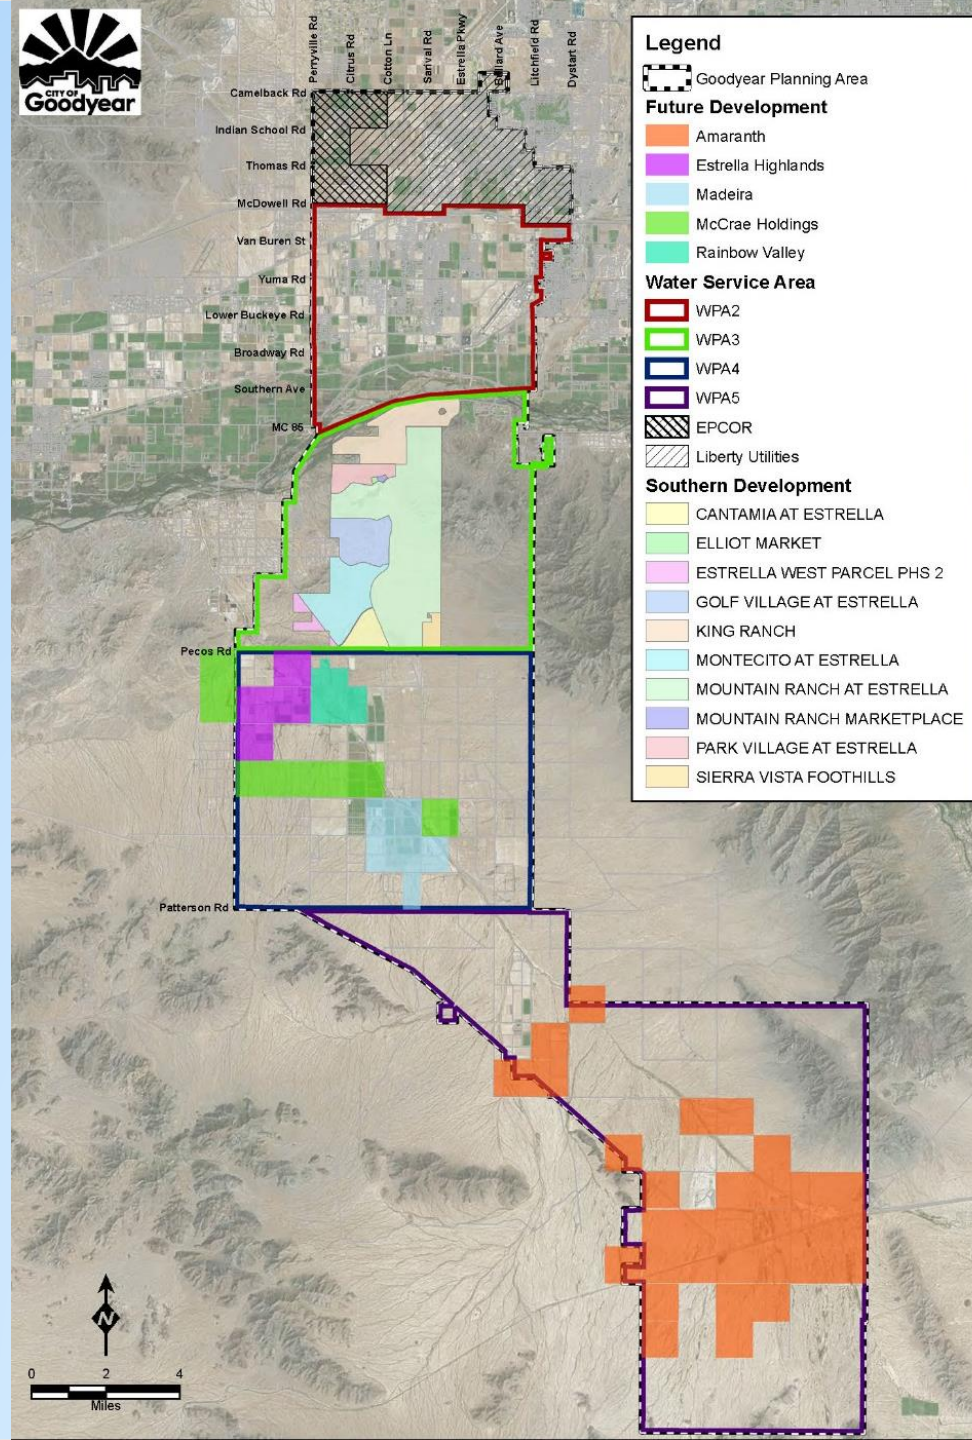 CITY OF
Goodyear
Perryville Rd
Citrus Rd
Cotton Ln
Sarival Rd
Estrella Pkwy
Bullard Ave
Litchfield Rd
Dystart Rd
Camelback Rd
Indian School Rd
Thomas Rd
McDowell Rd
Van Buren St
Yuma Rd
Lower Buckeye Rd
Broadway Rd
Southern Ave
MC 85
Pecos Rd
Patterson Rd
Legend
Goodyear Planning Area
Future Development
Amaranth
Estrella Highlands
Madeira
McCrae Holdings
Rainbow Valley
Water Service Area
WPA2
WPA3
WPA4
WPA5
EPCOR
Liberty Utilities
Southern Development
CANTAMIA AT ESTRELLA
ELLIOT MARKET
ESTRELLA WEST PARCEL PHS 2
GOLF VILLAGE AT ESTRELLA
KING RANCH
MONTECITO AT ESTRELLA
MOUNTAIN RANCH AT ESTRELLA
MOUNTAIN RANCH MARKETPLACE
PARK VILLAGE AT ESTRELLA
SIERRA VISTA FOOTHILLS
N
0 2 4
Miles